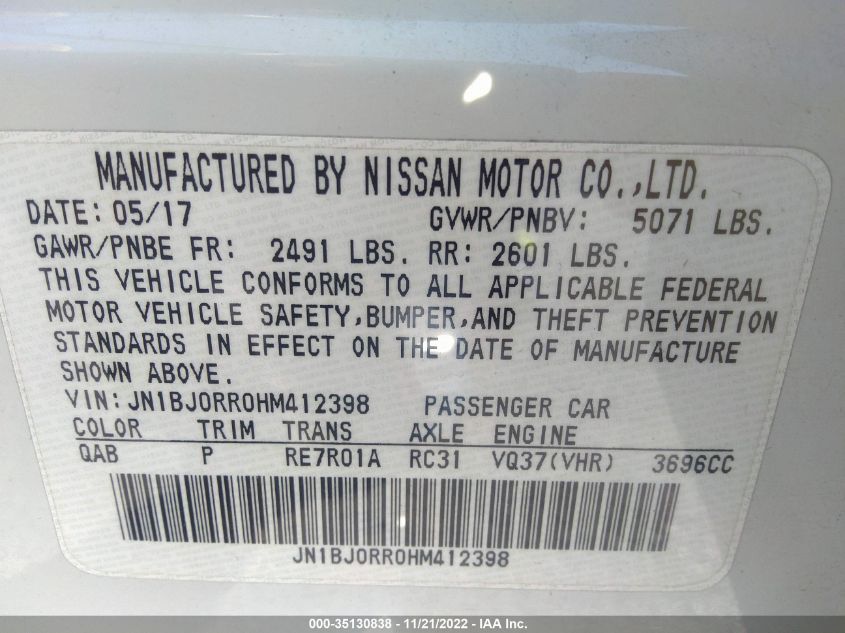 MANUFACTURED BY NISSAN MOTOR CO.,LTD.
DATE: 05/17 GVWR/PNBV: 5071 LBS.
GAWR/PNBE FR: 2491 LBS. RR: 2601 LBS.
THIS VEHICLE CONFORMS TO ALL APPLICABLE FEDERAL
MOTOR VEHICLE SAFETY,BUMPER,AND THEFT PREVENTION
STANDARDS IN EFFECT ON THE DATE OF MANUFACTURE
SHOWN ABOVE.
VIN:JN1BJ0RR0HM412398 PASSENGER CAR
COLOR TRIM TRANS AXLE ENGINE
QAB P RE7R01A RC31 VQ37(VHR) 3696CC
JN1BJ0RR0HM412398
000-35130838 - 11/21/2022 - IAA Inc.